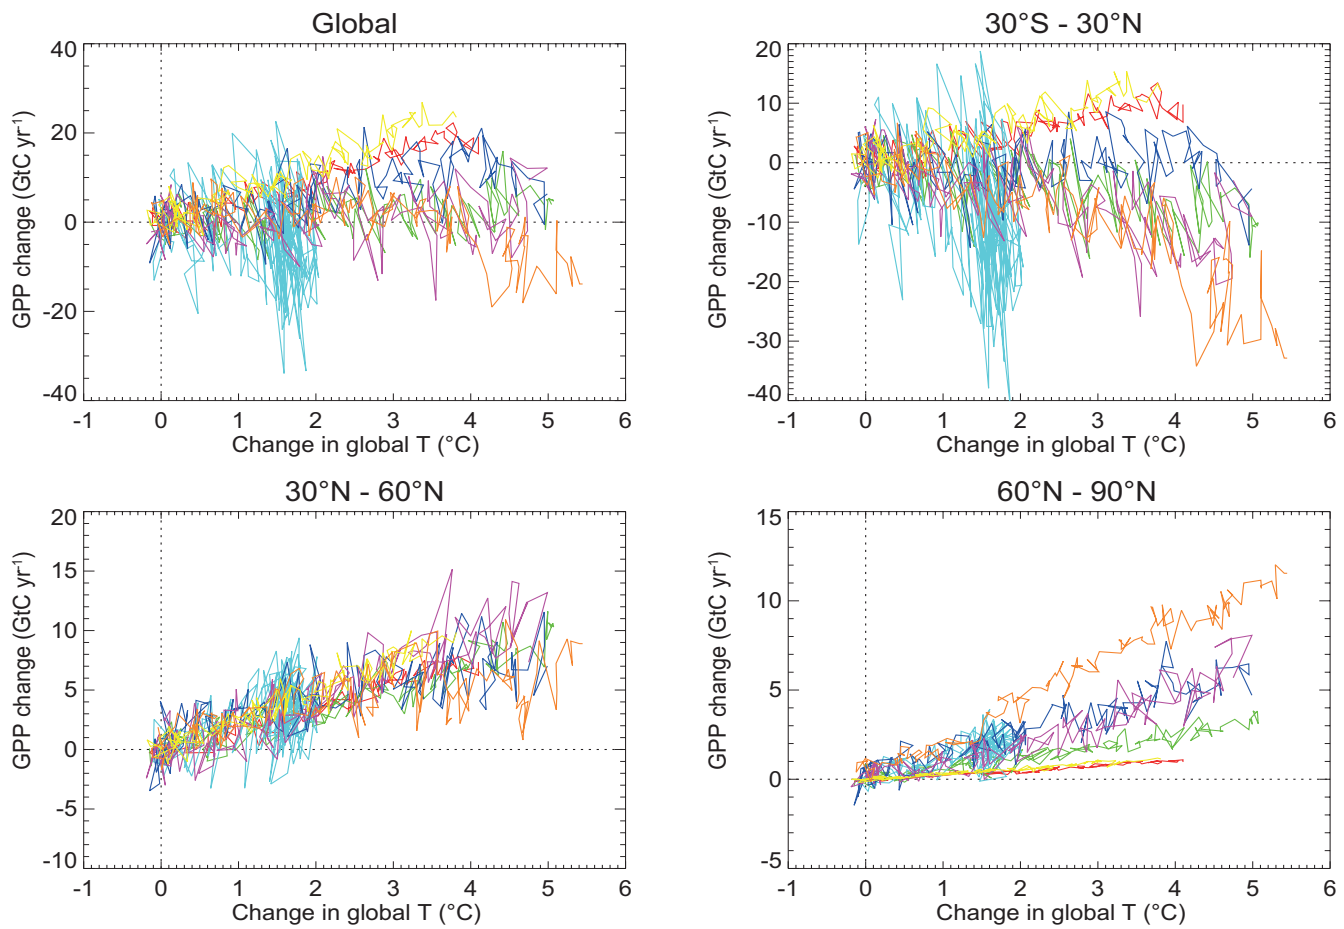 Global
40
20
0
-20
-40
GPP change (GtC yr-1)
-1 0 1 2 3 4 5 6
Change in global T (°C)
30°S - 30°N
20
10
0
-10
-20
-30
-40
GPP change (GtC yr-1)
-1 0 1 2 3 4 5 6
Change in global T (°C)
30°N - 60°N
20
15
10
5
0
-5
-10
GPP change (GtC yr-1)
-1 0 1 2 3 4 5 6
Change in global T (°C)
60°N - 90°N
15
10
5
0
-5
GPP change (GtC yr-1)
-1 0 1 2 3 4 5 6
Change in global T (°C)